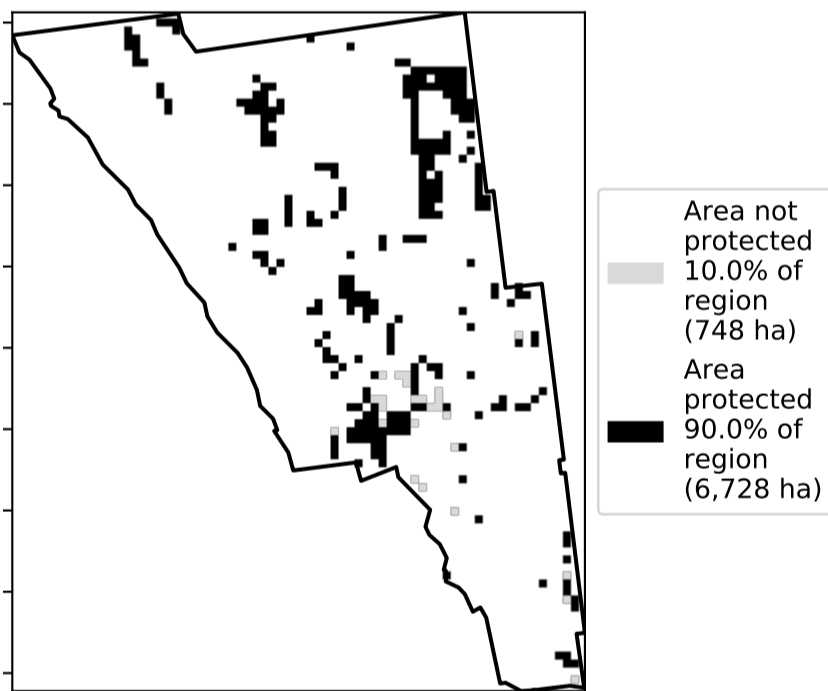 Area not
protected
10.0% of
region
(748 ha)
Area
protected
90.0% of
region
(6,728 ha)